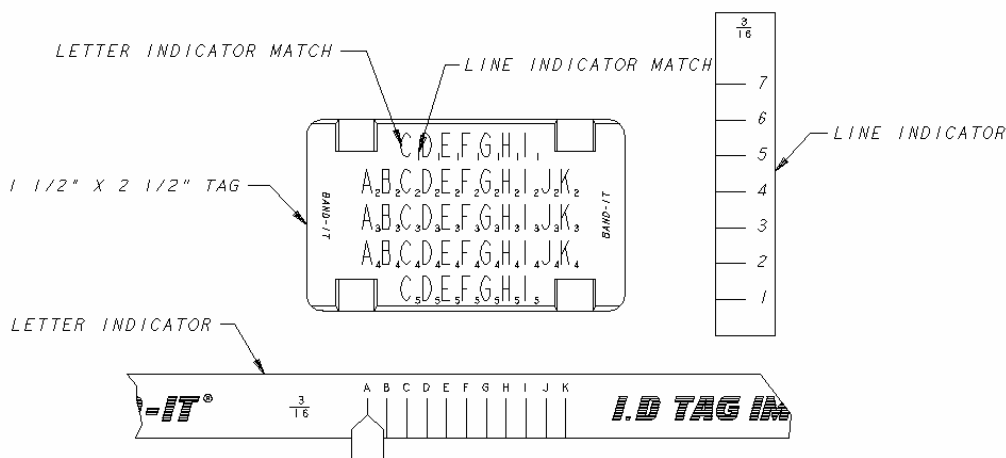 3/16
LETTER INDICATOR MATCH
LINE INDICATOR MATCH
7
6
5
4
3
2
1
LINE INDICATOR
1 1/2" X 2 1/2" TAG
BAND-IT
C1D1E1F1G1H1I1
A2B2C2D2E2F2G2H2I2J2K2
A3B3C3D3E3F3G3H3I3J3K3
A4B4C4D4E4F4G4H4I4J4K4
C5D5E5F5G5H5I5
BAND-IT
LETTER INDICATOR
A B C D E F G H I J K
-IT®
3/16
I.D TAG IM